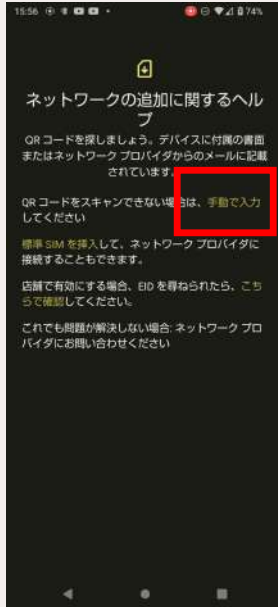 15:56
74%
ネットワークの追加に関するヘル
プ
QR コードを探しましょう。デバイスに付属の書面
またはネットワーク プロバイダからのメールに記載
されています。
QR コードをスキャンできない場合は、手動で入力
してください
標準 SIM を挿入して、ネットワーク プロバイダに
接続することもできます。
店舗で有効にする場合、EID を尋ねられたら、こち
らで確認してください。
これでも問題が解決しない場合: ネットワーク プロ
バイダにお問い合わせください